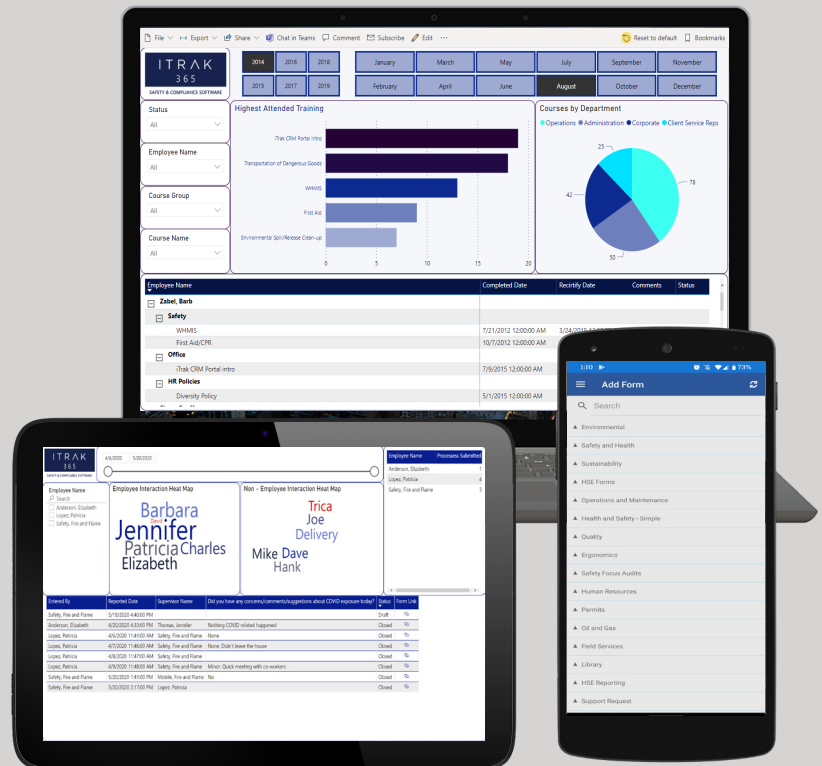 File Export Share Chat in Teams Comment Subscribe Edit ··· Reset to default Bookmarks
ITRAK
365
SAFETY & COMPLIANCE SOFTWARE
2014 2016 2018 January March May July September November
2015 2017 2019 February April June August October December
Status
All
Employee Name
All
Course Group
All
Course Name
All
Highest Attended Training
iTrak CRM Portal intro
Transportation of Dangerous Goods
WHMIS
First Aid
Environmental Spill/Release Clean-up
0 5 10 15 20
Courses by Department
Operations Administration Corporate Client Service Reps
25
78
42
50
Employee Name Completed Date Recirtify Date Comments Status
Zabel, Barb
Safety
WHMIS 7/21/2012 12:00:00 AM
First Aid/CPR 10/7/2012 12:00:00 AM
Office
iTrak CRM Portal intro 7/9/2015 12:00:00 AM
HR Policies
Diversity Policy 5/1/2015 12:00:00 AM
ITRAK
365
SAFETY & COMPLIANCE SOFTWARE
4/4/2020 5/20/2020
Employee Name
Search
Anderson, Elizabeth
Lopez, Patricia
Safety, Fire and Flame
Employee Interaction Heat Map
Barbara
David
Jennifer
Patricia Charles
Elizabeth
Non - Employee Interaction Heat Map
Trica
Joe
Delivery
Mike Dave
Hank
Employee Name Processess Submitted
Anderson, Elizabeth 1
Lopez, Patricia 4
Safety, Fire and Flame 3
Entered By Reported Date Supervisor Name Did you have any concerns/comments/suggestions about COVID exposure today? Status Form Link
Safety, Fire and Flame 5/19/2020 4:40:00 PM Draft
Anderson, Elizabeth 4/20/2020 4:33:00 PM Thomas, Jennifer Nothing COVID related happened Closed
Lopez, Patricia 4/6/2020 11:45:00 AM Safety, Fire and Flame None Closed
Lopez, Patricia 4/7/2020 11:46:00 AM Safety, Fire and Flame None. Didn't leave the house Closed
Lopez, Patricia 4/8/2020 11:47:00 AM Safety, Fire and Flame Closed
Lopez, Patricia 4/9/2020 11:48:00 AM Safety, Fire and Flame Minor. Quick meeting with co-workers Closed
Safety, Fire and Flame 5/20/2020 1:41:00 PM Mobile, Fire and Flame No Closed
Safety, Fire and Flame 5/20/2020 2:17:00 PM Lopez, Patricia Closed
1:10 73%
Add Form
Search
Environmental
Safety and Health
Sustainability
HSE Forms
Operations and Maintenance
Health and Safety - Simple
Quality
Ergonomics
Safety Focus Audits
Human Resources
Permits
Oil and Gas
Field Services
Library
HSE Reporting
Support Request